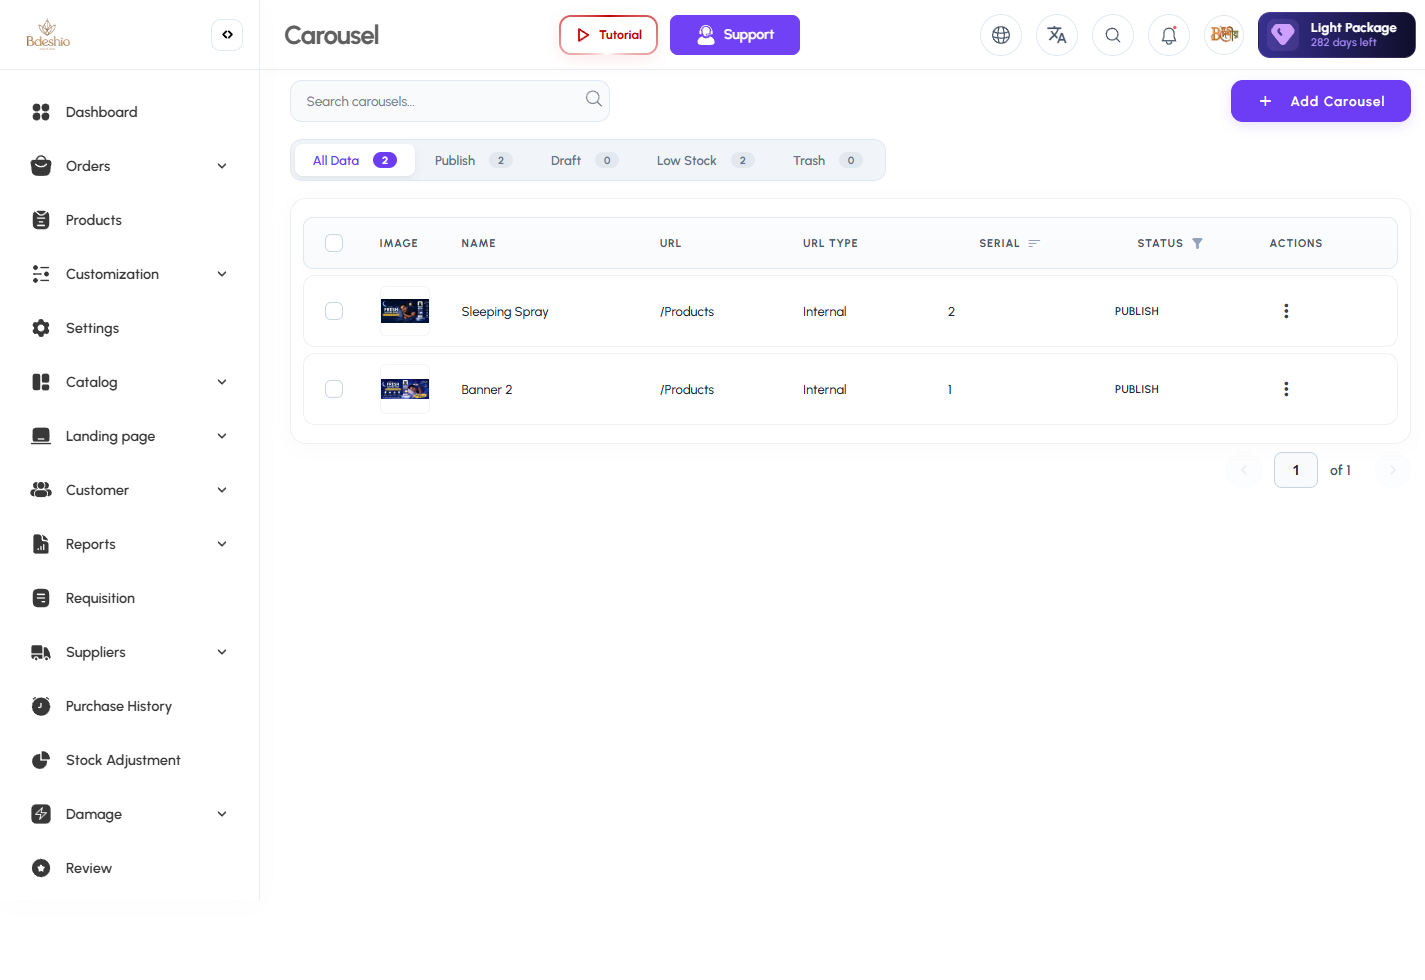 Bdeshio
Carousel
Tutorial
Support
Light Package
282 days left
Dashboard
Orders
Products
Customization
Settings
Catalog
Landing page
Customer
Reports
Requisition
Suppliers
Purchase History
Stock Adjustment
Damage
Review
Search carousels...
+ Add Carousel
All Data 2 Publish 2 Draft 0 Low Stock 2 Trash 0
IMAGE NAME URL URL TYPE SERIAL STATUS ACTIONS
FRESH Sleeping Spray /Products Internal 2 PUBLISH
FRESH Banner 2 /Products Internal 1 PUBLISH
1 of 1